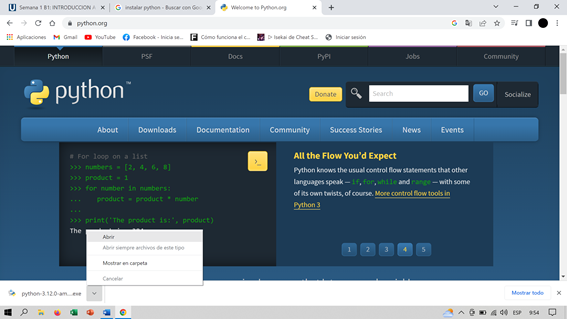 Semana 1 B1: INTRODUCCION A
instalar python - Buscar con Goo
Welcome to Python.org
python.org
Aplicaciones
Gmail
YouTube
Facebook - Inicia se...
Cómo funciona el c...
▷ Isekai de Cheat S...
Iniciar sesión
Python
PSF
Docs
PyPI
Jobs
Community
python™
Donate
Search
GO
Socialize
About
Downloads
Documentation
Community
Success Stories
News
Events
# For loop on a list
>>> numbers = [2, 4, 6, 8]
>>> product = 1
>>> for number in numbers:
... product = product * number
...
>>> print('The product is:', product)
>_
All the Flow You'd Expect
Python knows the usual control flow statements that other
languages speak — if, for, while and range — with some
of its own twists, of course. More control flow tools in
Python 3
1 2 3 4 5
Abrir
Abrir siempre archivos de este tipo
Mostrar en carpeta
Cancelar
python-3.12.0-am....exe
Mostrar todo
ESP
9:54